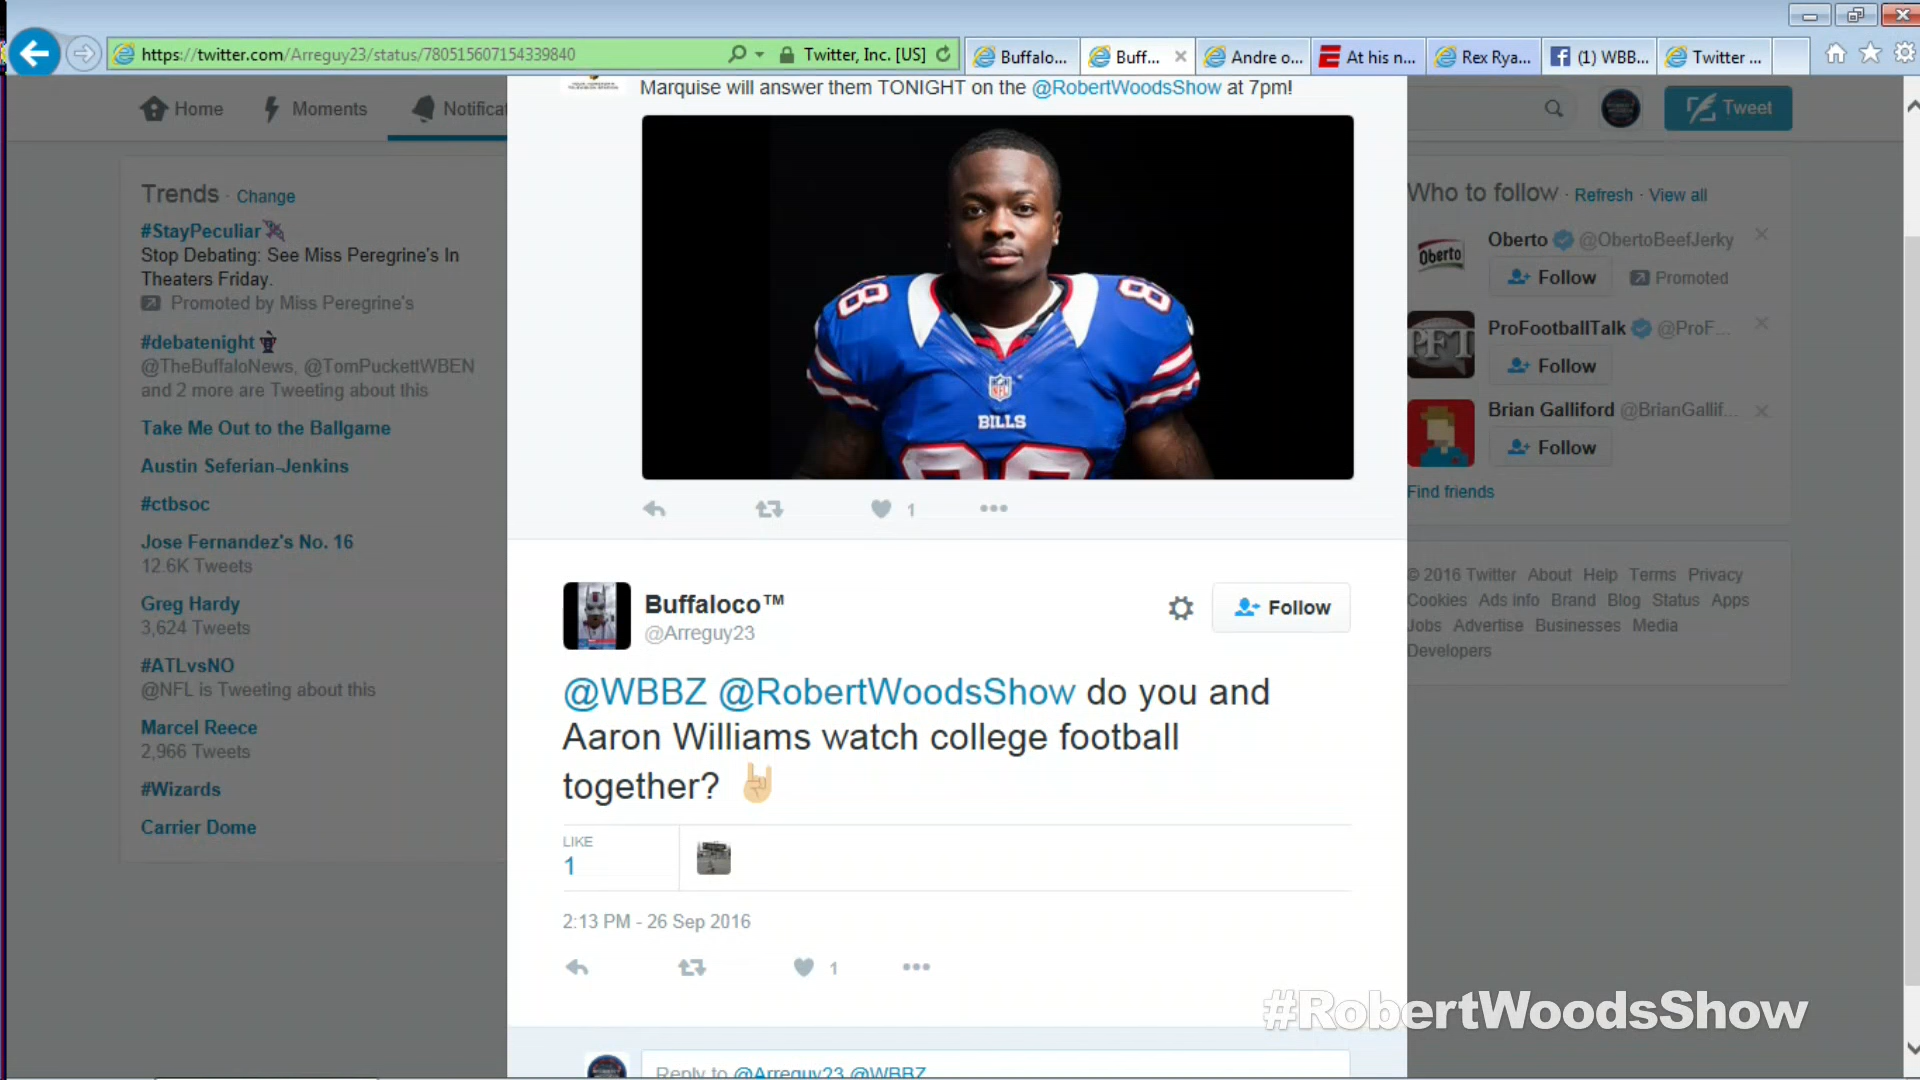 https://twitter.com/Arreguy23/status/780515607154339840
Twitter, Inc. [US]
Buffalo...
Buff...
Andre o...
At his n...
Rex Rya...
(1) WBB...
Twitter ...
Home
Moments
Notifica
Tweet
Marquise will answer them TONIGHT on the @RobertWoodsShow at 7pm!
88
88
BILLS
1
Trends · Change
#StayPeculiar
Stop Debating: See Miss Peregrine's In
Theaters Friday.
Promoted by Miss Peregrine's
#debatenight
@TheBuffaloNews, @TomPuckettWBEN
and 2 more are Tweeting about this
Take Me Out to the Ballgame
Austin Seferian-Jenkins
#ctbsoc
Jose Fernandez's No. 16
12.6K Tweets
Greg Hardy
3,624 Tweets
#ATLvsNO
@NFL is Tweeting about this
Marcel Reece
2,966 Tweets
#Wizards
Carrier Dome
Buffaloco™
@Arreguy23
Follow
@WBBZ @RobertWoodsShow do you and
Aaron Williams watch college football
together? 🤘🏼
LIKE
1
2:13 PM - 26 Sep 2016
1
Reply to @Arreguy23 @WBBZ
Who to follow · Refresh · View all
Oberto
Oberto @ObertoBeefJerky
Follow
Promoted
PFT
ProFootballTalk @ProF...
Follow
Brian Galliford @BrianGallif...
Follow
Find friends
© 2016 Twitter About Help Terms Privacy
Cookies Ads info Brand Blog Status Apps
Jobs Advertise Businesses Media
Developers
#RobertWoodsShow